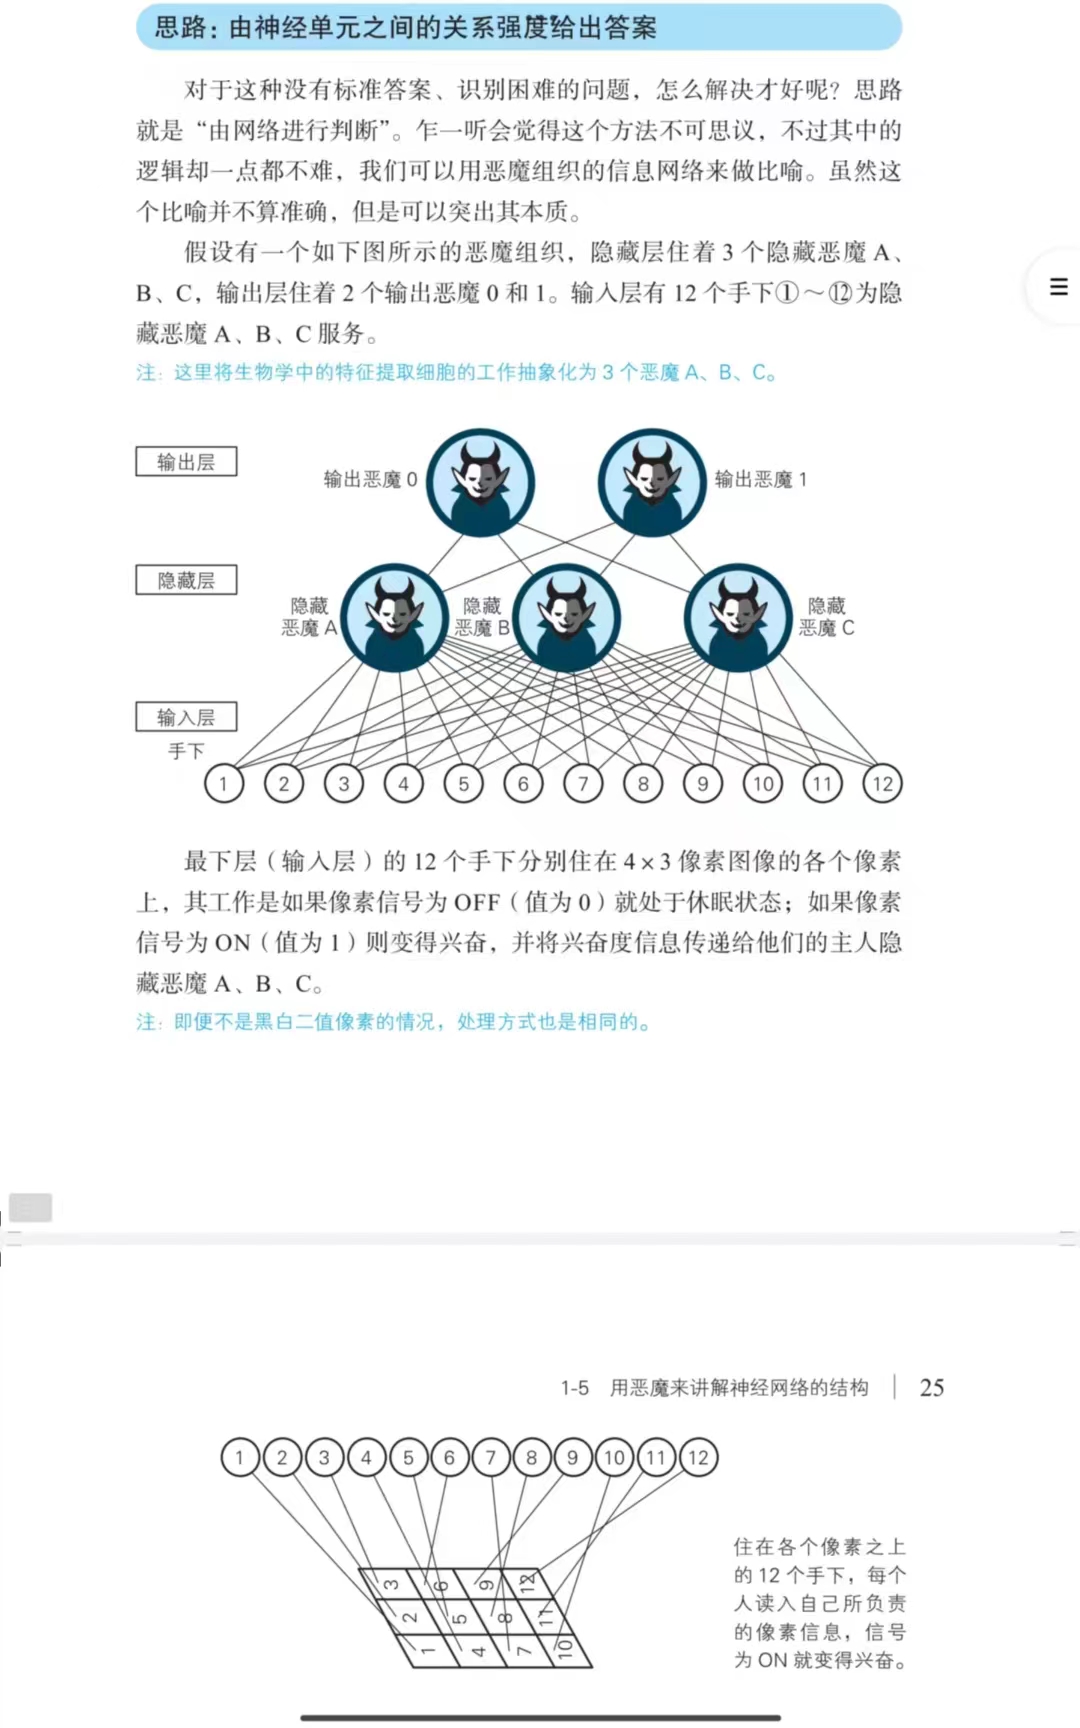 思路：由神经单元之间的关系强度给出答案
对于这种没有标准答案、识别困难的问题，怎么解决才好呢？思路
就是“由网络进行判断”。乍一听会觉得这个方法不可思议，不过其中的
逻辑却一点都不难，我们可以用恶魔组织的信息网络来做比喻。虽然这
个比喻并不算准确，但是可以突出其本质。
假设有一个如下图所示的恶魔组织，隐藏层住着 3 个隐藏恶魔 A、
B、C，输出层住着 2 个输出恶魔 0 和 1。输入层有 12 个手下①～⑫为隐
藏恶魔 A、B、C 服务。
注：这里将生物学中的特征提取细胞的工作抽象化为 3 个恶魔 A、B、C。
输出层
输出恶魔 0
输出恶魔 1
隐藏层
隐藏
恶魔 A
隐藏
恶魔 B
隐藏
恶魔 C
输入层
手下
1 2 3 4 5 6 7 8 9 10 11 12
最下层（输入层）的 12 个手下分别住在 4 × 3 像素图像的各个像素
上，其工作是如果像素信号为 OFF（值为 0）就处于休眠状态；如果像素
信号为 ON（值为 1）则变得兴奋，并将兴奋度信息传递给他们的主人隐
藏恶魔 A、B、C。
注：即便不是黑白二值像素的情况，处理方式也是相同的。
1-5 用恶魔来讲解神经网络的结构 25
1 2 3 4 5 6 7 8 9 10 11 12
3 6 9 12
2 5 8 11
1 4 7 10
住在各个像素之上
的 12 个手下，每个
人读入自己所负责
的像素信息，信号
为 ON 就变得兴奋。